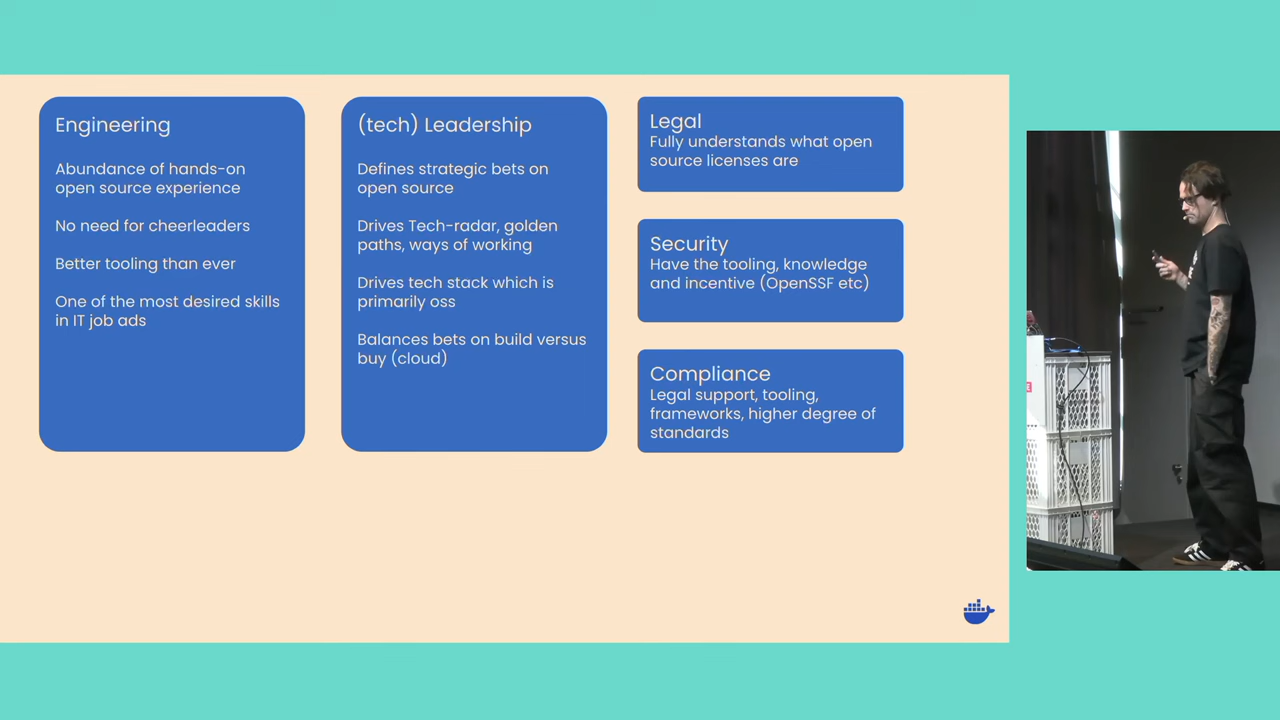 Engineering
Abundance of hands-on
open source experience
No need for cheerleaders
Better tooling than ever
One of the most desired skills
in IT job ads
(tech) Leadership
Defines strategic bets on
open source
Drives Tech-radar, golden
paths, ways of working
Drives tech stack which is
primarily oss
Balances bets on build versus
buy (cloud)
Legal
Fully understands what open
source licenses are
Security
Have the tooling, knowledge
and incentive (OpenSSF etc)
Compliance
Legal support, tooling,
frameworks, higher degree of
standards